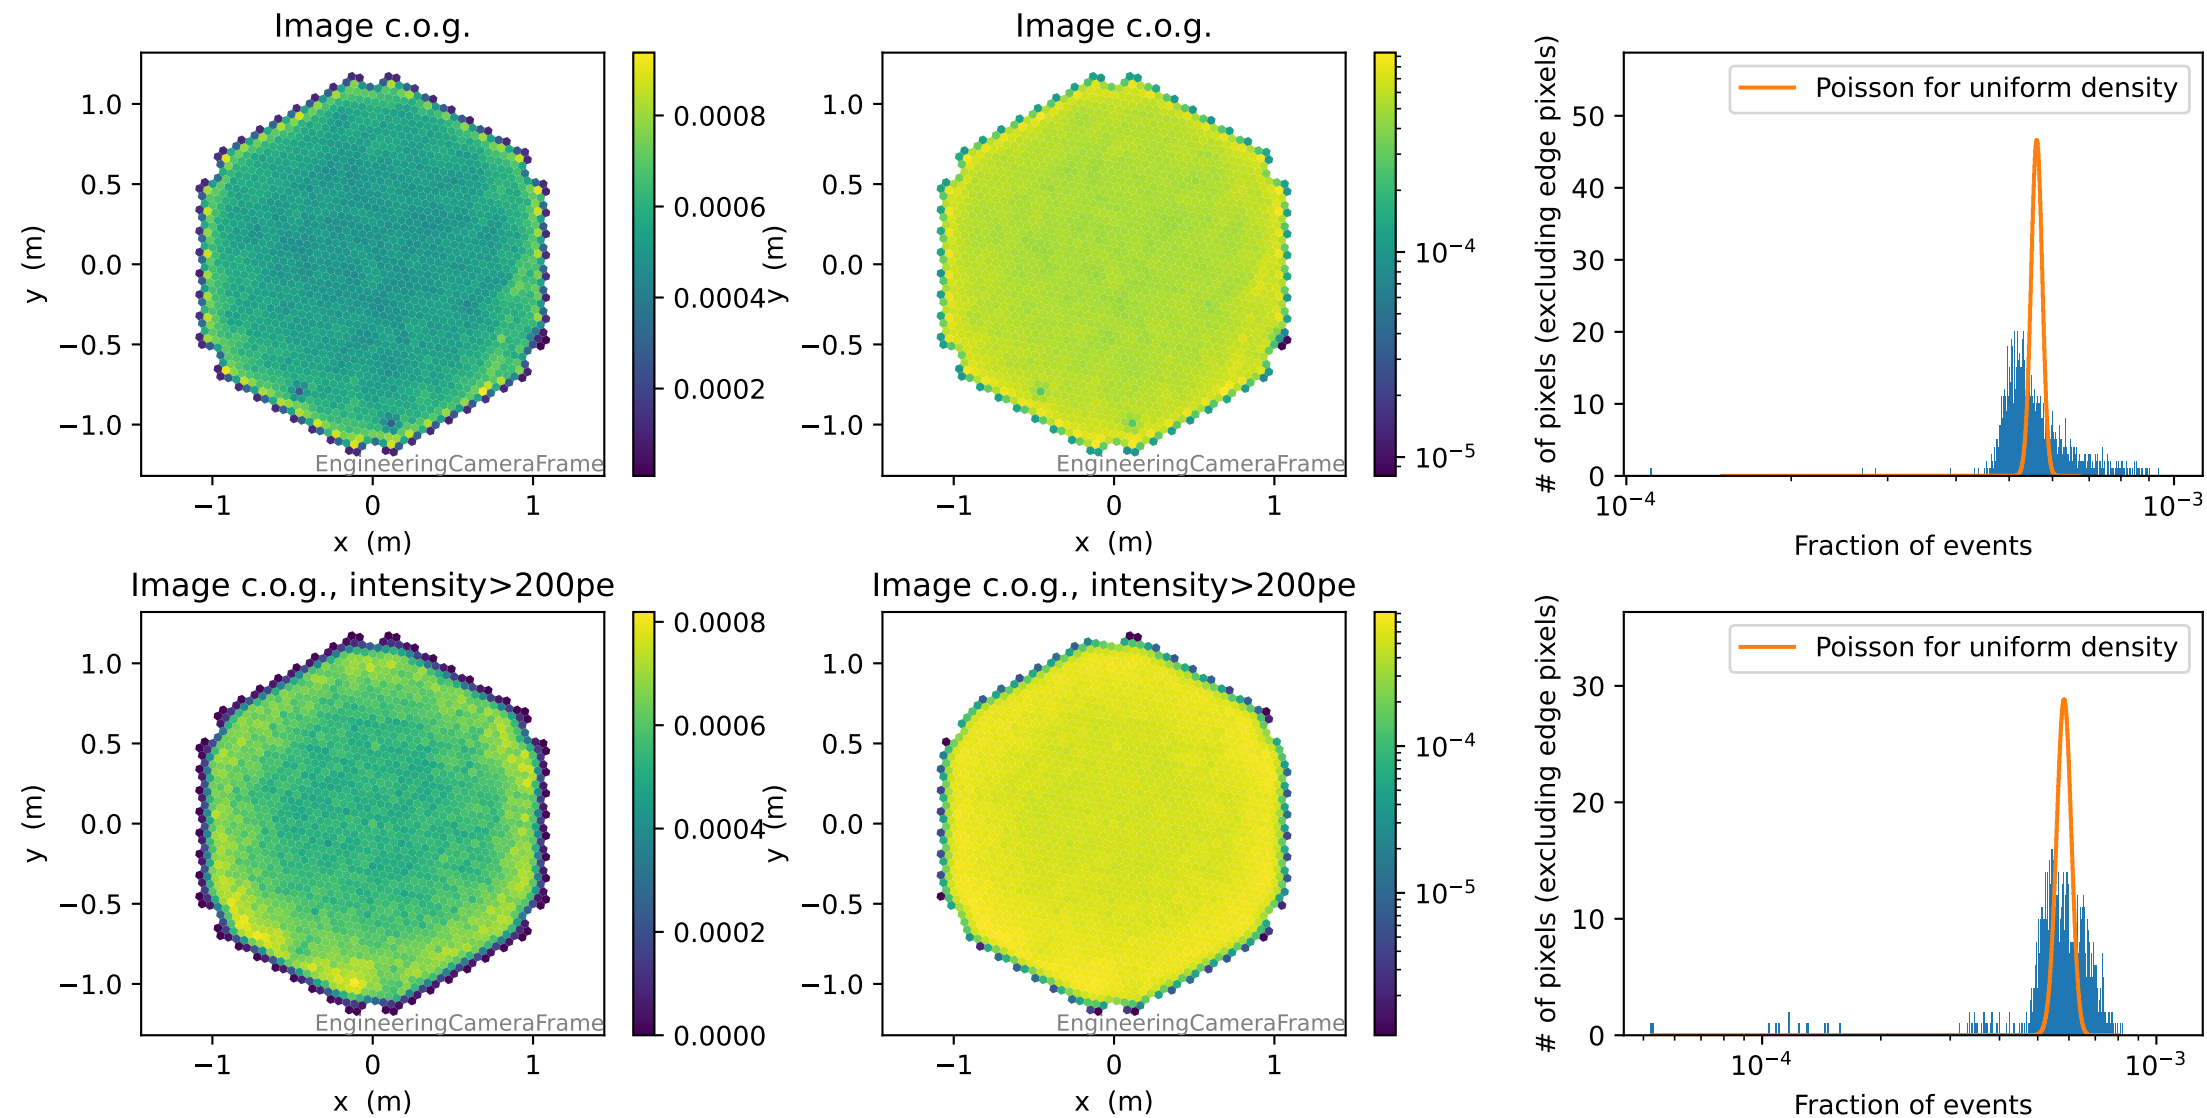 Image c.o.g.
1.0
0.5
0.0
−0.5
−1.0
y (m)
−1
0
1
x (m)
EngineeringCameraFrame
0.0008
0.0006
0.0004
0.0002
Image c.o.g.
1.0
0.5
0.0
−0.5
−1.0
y (m)
−1
0
1
x (m)
EngineeringCameraFrame
10⁻⁴
10⁻⁵
# of pixels (excluding edge pixels)
50
40
30
20
10
0
Poisson for uniform density
10⁻⁴
10⁻³
Fraction of events
Image c.o.g., intensity>200pe
1.0
0.5
0.0
−0.5
−1.0
y (m)
−1
0
1
x (m)
EngineeringCameraFrame
0.0008
0.0006
0.0004
0.0002
0.0000
Image c.o.g., intensity>200pe
1.0
0.5
0.0
−0.5
−1.0
y (m)
−1
0
1
x (m)
EngineeringCameraFrame
10⁻⁴
10⁻⁵
# of pixels (excluding edge pixels)
30
20
10
0
Poisson for uniform density
10⁻⁴
10⁻³
Fraction of events